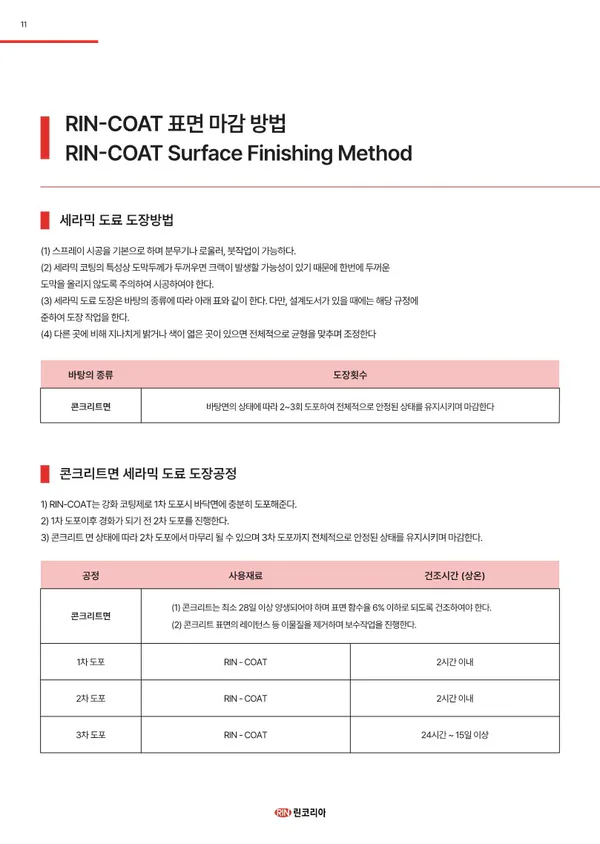 11
RIN-COAT 표면 마감 방법
RIN-COAT Surface Finishing Method
세라믹 도료 도장방법
(1) 스프레이 시공을 기본으로 하며 분무기나 로울러, 붓작업이 가능하다.
(2) 세라믹 코팅의 특성상 도막두께가 두꺼우면 크랙이 발생할 가능성이 있기 때문에 한번에 두꺼운
도막을 올리지 않도록 주의하여 시공하여야 한다.
(3) 세라믹 도료 도장은 바탕의 종류에 따라 아래 표와 같이 한다. 다만, 설계도서가 있을 때에는 해당 규정에
준하여 도장 작업을 한다.
(4) 다른 곳에 비해 지나치게 밝거나 색이 엷은 곳이 있으면 전체적으로 균형을 맞추며 조정한다
바탕의 종류 도장횟수
콘크리트면 바탕면의 상태에 따라 2~3회 도포하여 전체적으로 안정된 상태를 유지시키며 마감한다
콘크리트면 세라믹 도료 도장공정
1) RIN-COAT는 강화 코팅제로 1차 도포시 바닥면에 충분히 도포해준다.
2) 1차 도포이후 경화가 되기 전 2차 도포를 진행한다.
3) 콘크리트 면 상태에 따라 2차 도포에서 마무리 될 수 있으며 3차 도포까지 전체적으로 안정된 상태를 유지시키며 마감한다.
공정 사용재료 건조시간 (상온)
콘크리트면
(1) 콘크리트는 최소 28일 이상 양생되어야 하며 표면 함수율 6% 이하로 되도록 건조하여야 한다.
(2) 콘크리트 표면의 레이턴스 등 이물질을 제거하며 보수작업을 진행한다.
1차 도포 RIN - COAT 2시간 이내
2차 도포 RIN - COAT 2시간 이내
3차 도포 RIN - COAT 24시간 ~ 15일 이상
RIN 린코리아